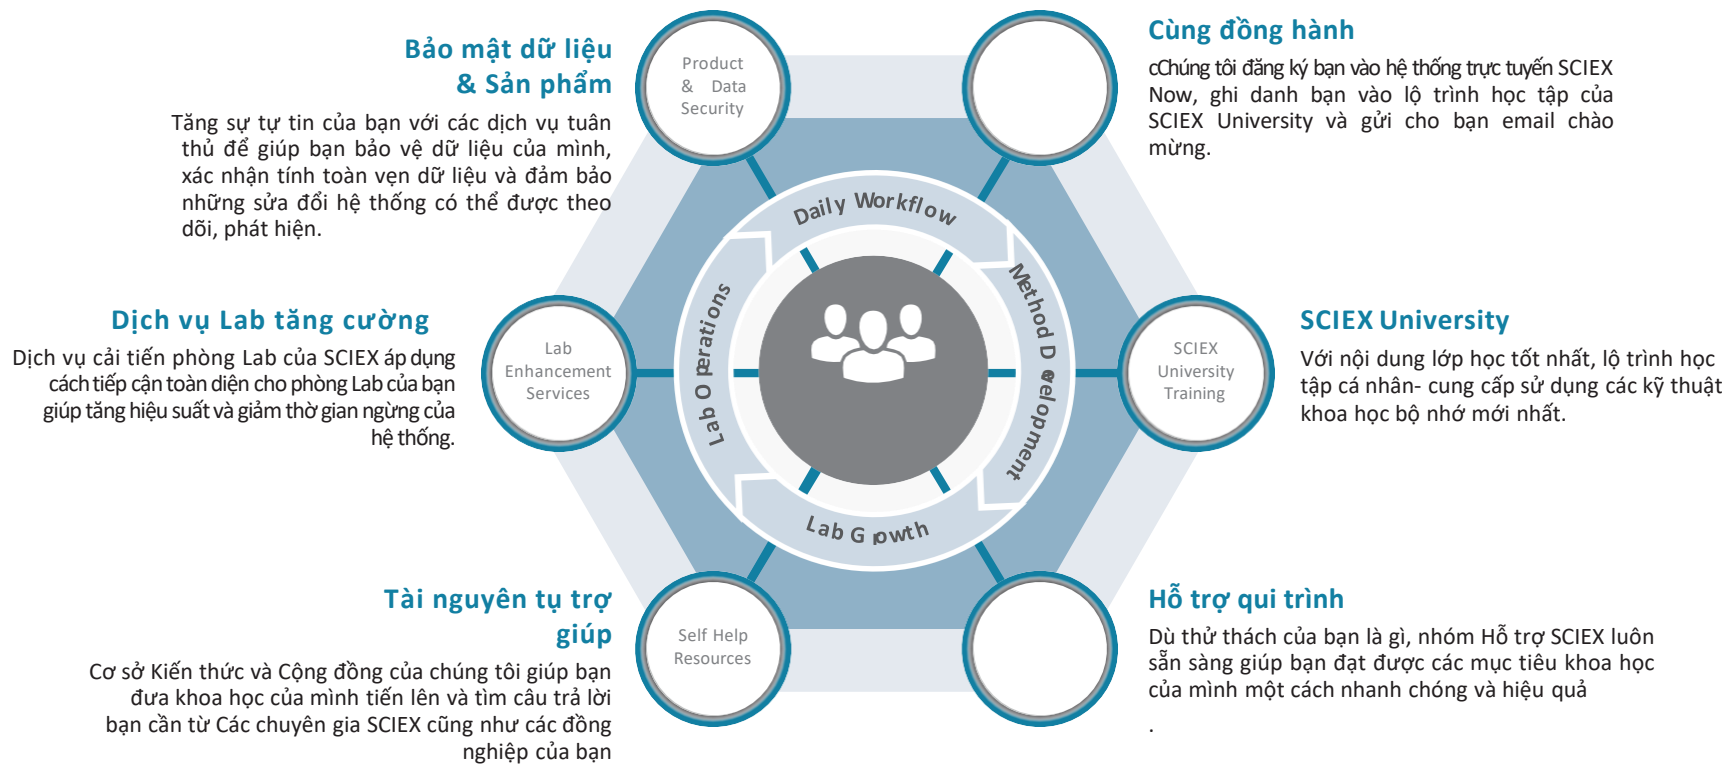 Bảo mật dữ liệu
& Sản phẩm
Tăng sự tự tin của bạn với các dịch vụ tuân
thủ để giúp bạn bảo vệ dữ liệu của mình,
xác nhận tính toàn vẹn dữ liệu và đảm bảo
những sửa đổi hệ thống có thể được theo
dõi, phát hiện.
Product
& Data
Security
Cùng đồng hành
cChúng tôi đăng ký bạn vào hệ thống trực tuyến SCIEX
Now, ghi danh bạn vào lộ trình học tập của
SCIEX University và gửi cho bạn email chào
mừng.
Daily Workflow
Method Development
Lab Growth
Lab Operations
Dịch vụ Lab tăng cường
Dịch vụ cải tiến phòng Lab của SCIEX áp dụng
cách tiếp cận toàn diện cho phòng Lab của bạn
giúp tăng hiệu suất và giảm thờ gian ngừng của
hệ thống.
Lab
Enhancement
Services
SCIEX
University
Training
SCIEX University
Với nội dung lớp học tốt nhất, lộ trình học
tập cá nhân- cung cấp sử dụng các kỹ thuật
khoa học bộ nhớ mới nhất.
Tài nguyên tụ trợ
giúp
Cơ sở Kiến thức và Cộng đồng của chúng tôi giúp bạn
đưa khoa học của mình tiến lên và tìm câu trả lời
bạn cần từ Các chuyên gia SCIEX cũng như các đồng
nghiệp của bạn
Self Help
Resources
Hỗ trợ qui trình
Dù thử thách của bạn là gì, nhóm Hỗ trợ SCIEX luôn
sẵn sàng giúp bạn đạt được các mục tiêu khoa học
của mình một cách nhanh chóng và hiệu quả
.